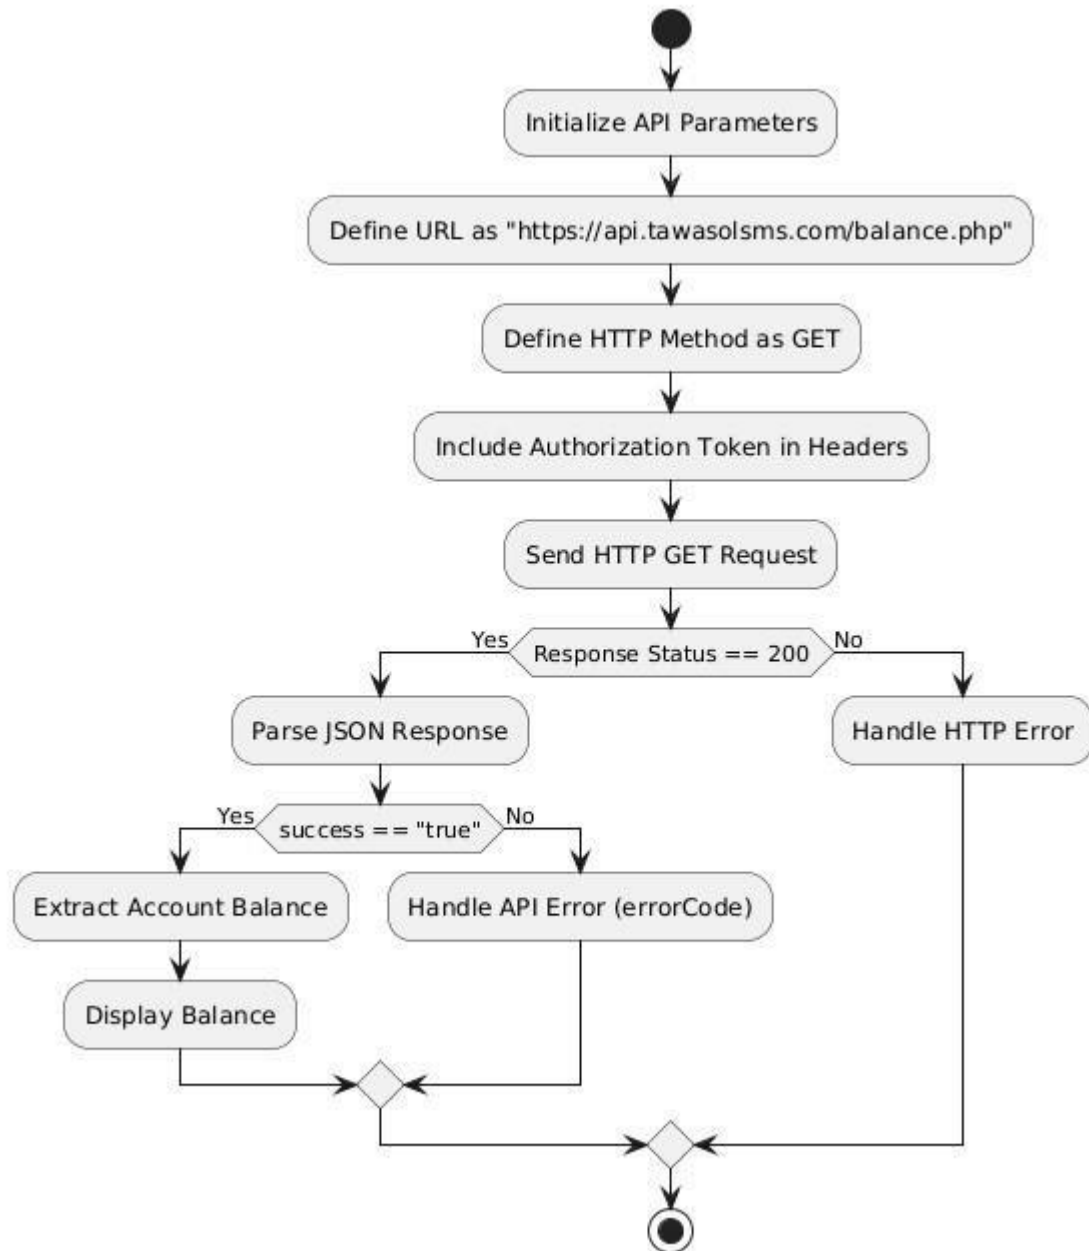 Initialize API Parameters
Define URL as "https://api.tawasolsms.com/balance.php"
Define HTTP Method as GET
Include Authorization Token in Headers
Send HTTP GET Request
Yes
Response Status == 200
No
Parse JSON Response
Handle HTTP Error
Yes
success == "true"
No
Extract Account Balance
Handle API Error (errorCode)
Display Balance